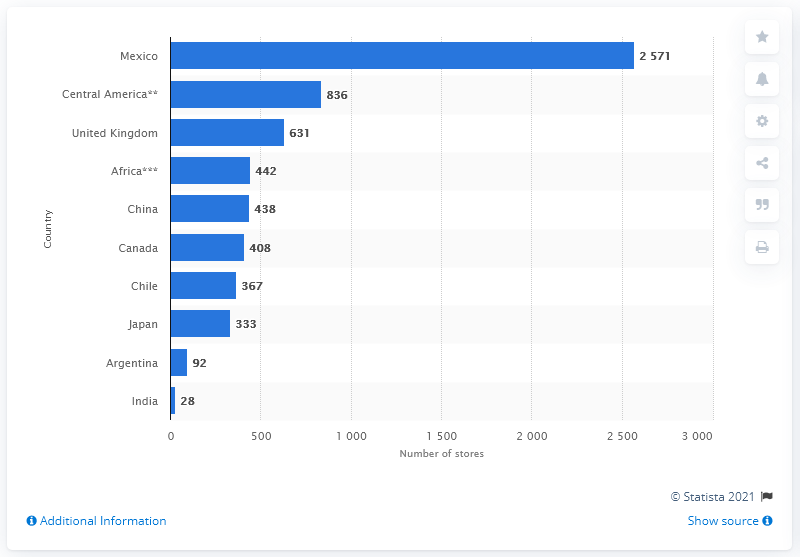 Mexico 2 571
Central America** 836
United Kingdom 631
Africa*** 442
China 438
Canada 408
Chile 367
Japan 333
Argentina 92
India 28
Country
0 500 1 000 1 500 2 000 2 500 3 000
Number of stores
© Statista 2021
Additional Information Show source